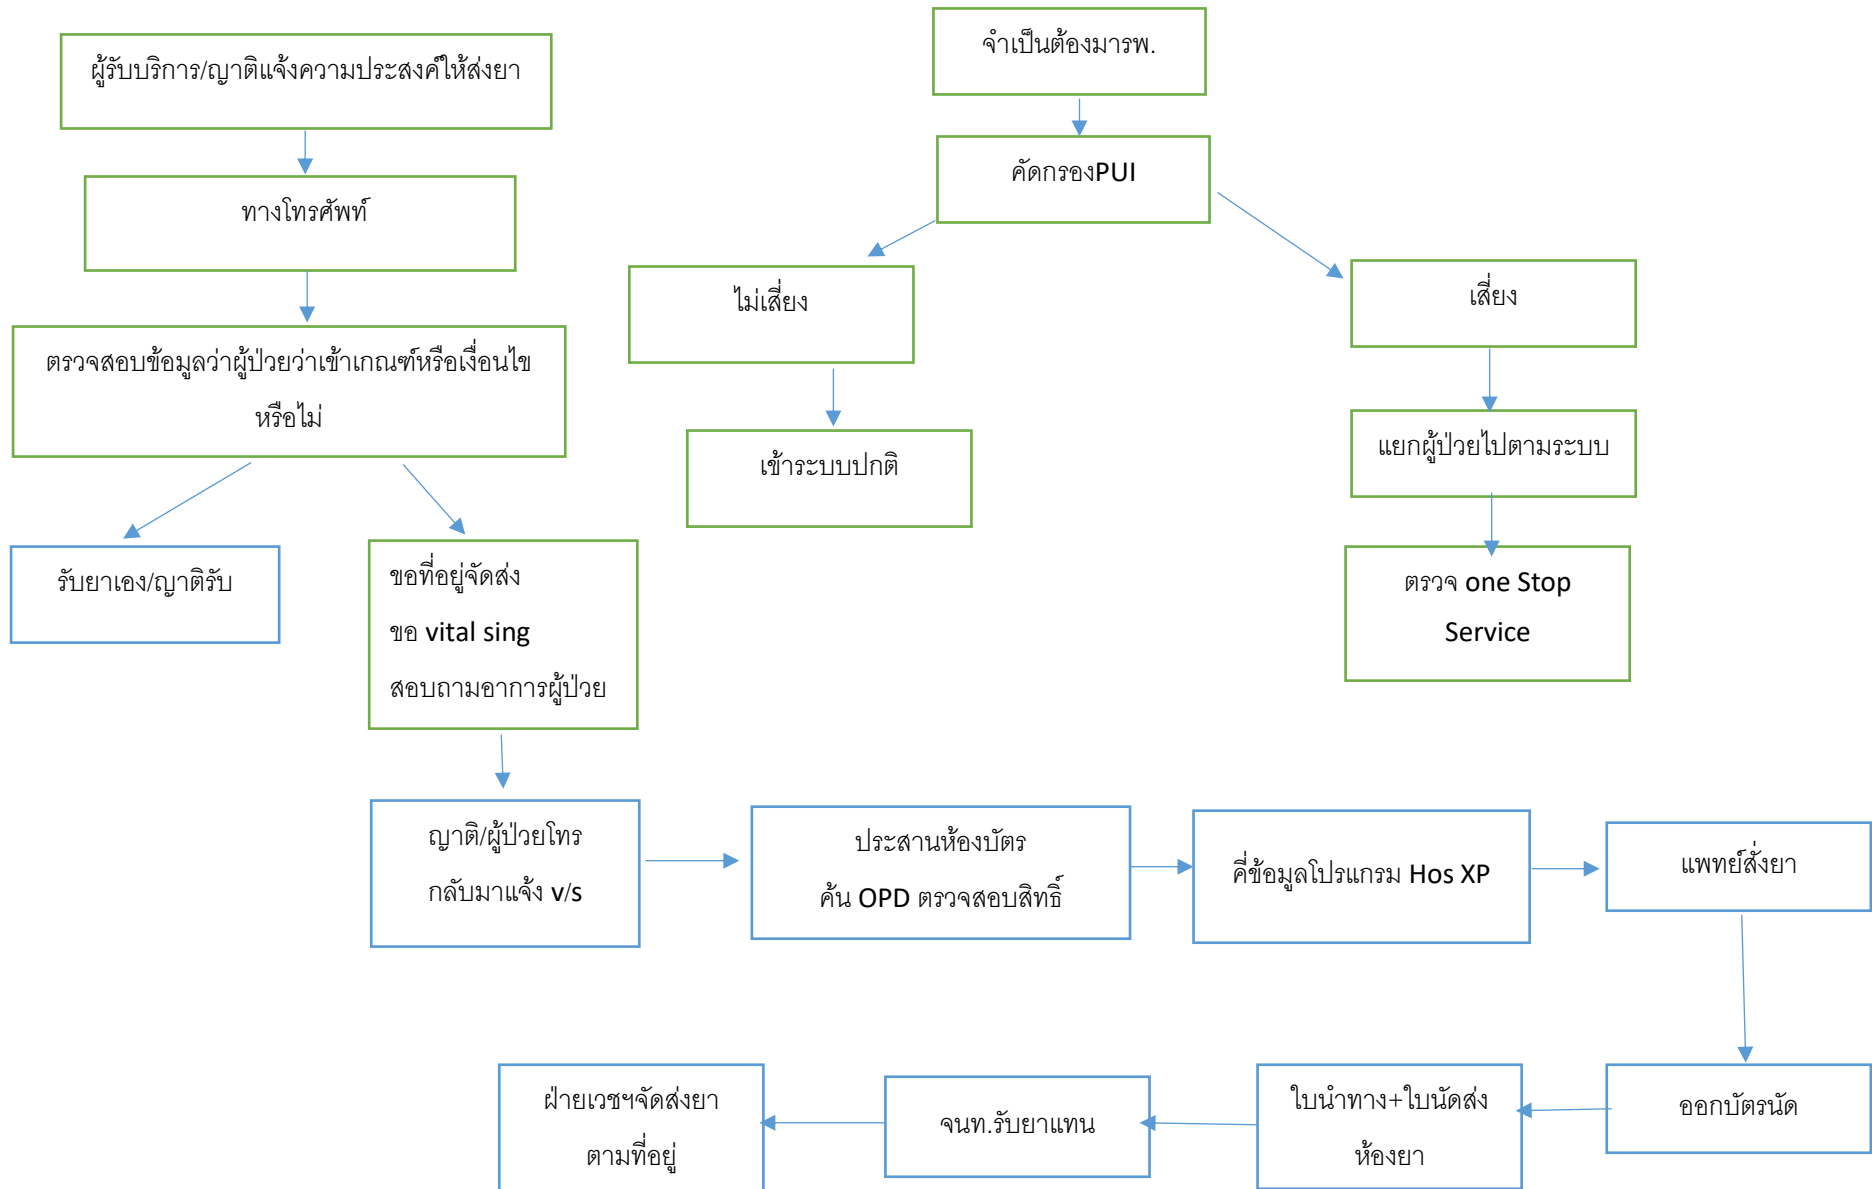 ผู้รับบริการ/ญาติแจ้งความประสงค์ให้ส่งยา
ทางโทรศัพท์
ตรวจสอบข้อมูลว่าผู้ป่วยว่าเข้าเกณฑ์หรือเงื่อนไข
หรือไม่
รับยาเอง/ญาติรับ
ขอที่อยู่จัดส่ง
ขอ vital sing
สอบถามอาการผู้ป่วย
จำเป็นต้องมารพ.
คัดกรองPUI
ไม่เสี่ยง
เข้าระบบปกติ
เสี่ยง
แยกผู้ป่วยไปตามระบบ
ตรวจ one Stop
Service
ญาติ/ผู้ป่วยโทร
กลับมาแจ้ง v/s
ประสานห้องบัตร
ค้น OPD ตรวจสอบสิทธิ์
คี่ข้อมูลโปรแกรม Hos XP
แพทย์สั่งยา
ออกบัตรนัด
ใบนำทาง+ใบนัดส่ง
ห้องยา
จนท.รับยาแทน
ฝ่ายเวชฯจัดส่งยา
ตามที่อยู่